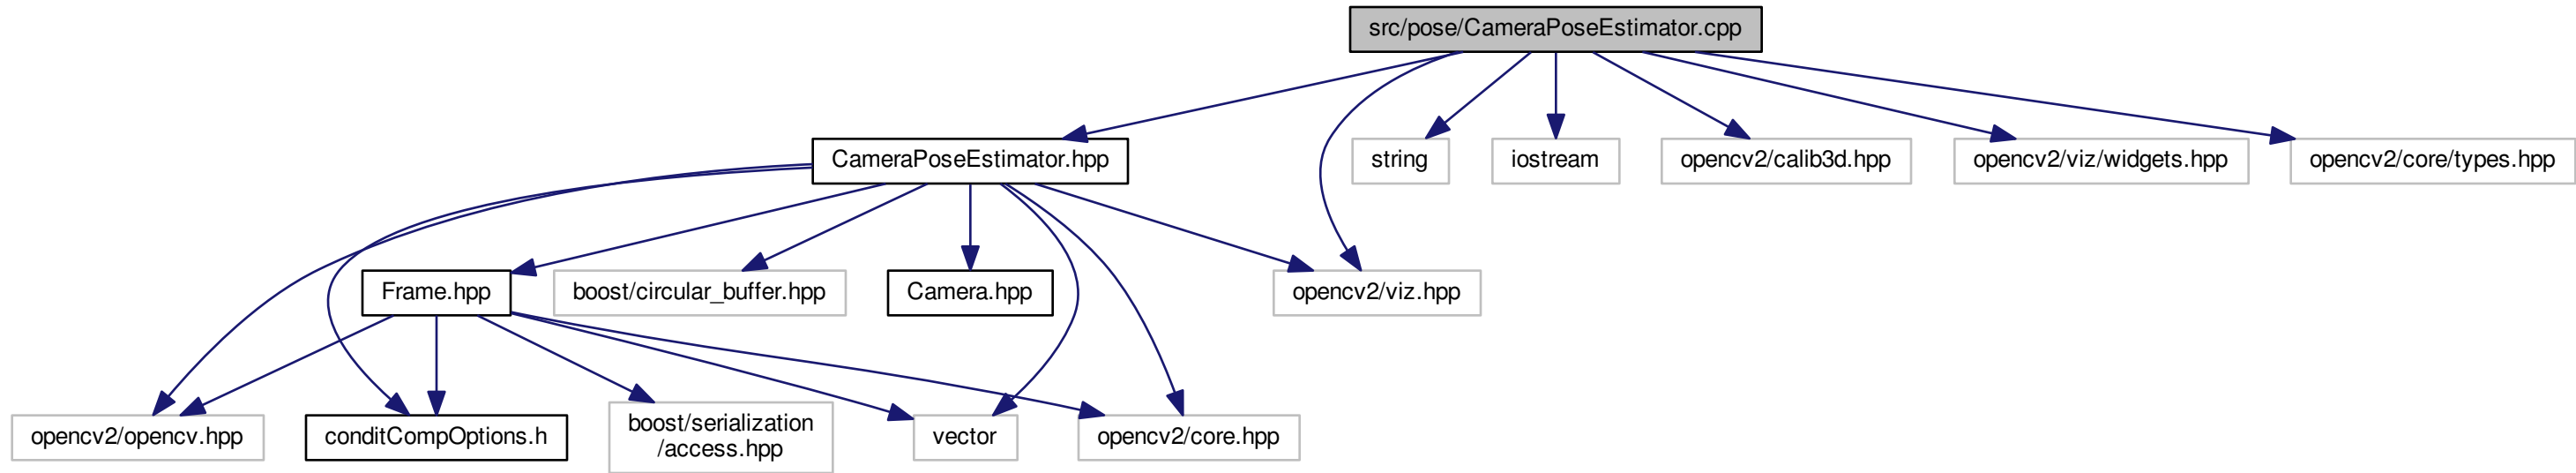 src/pose/CameraPoseEstimator.cpp
CameraPoseEstimator.hpp
string
iostream
opencv2/calib3d.hpp
opencv2/viz/widgets.hpp
opencv2/core/types.hpp
Frame.hpp
boost/circular_buffer.hpp
Camera.hpp
opencv2/viz.hpp
opencv2/opencv.hpp
conditCompOptions.h
boost/serialization
/access.hpp
vector
opencv2/core.hpp